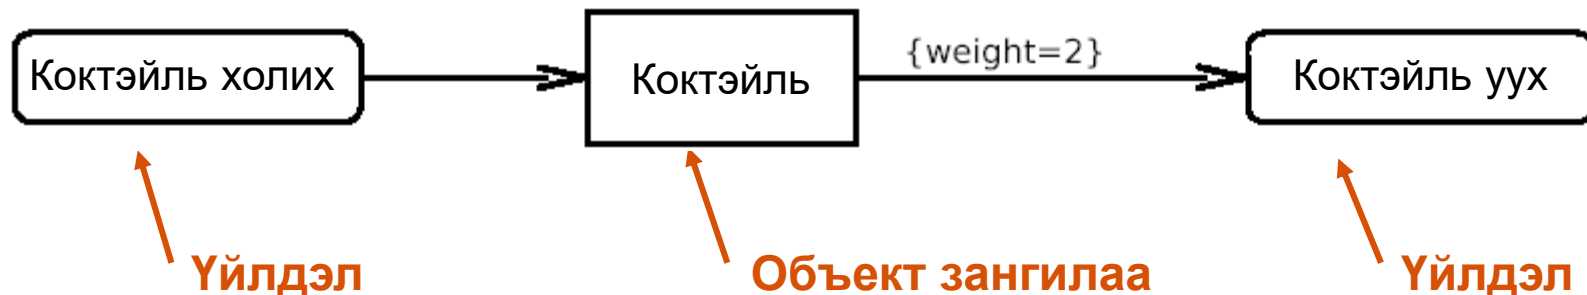 {weight=2}
Коктэйль холих
Коктэйль
Коктэйль уух
Үйлдэл
Объект зангилаа
Үйлдэл